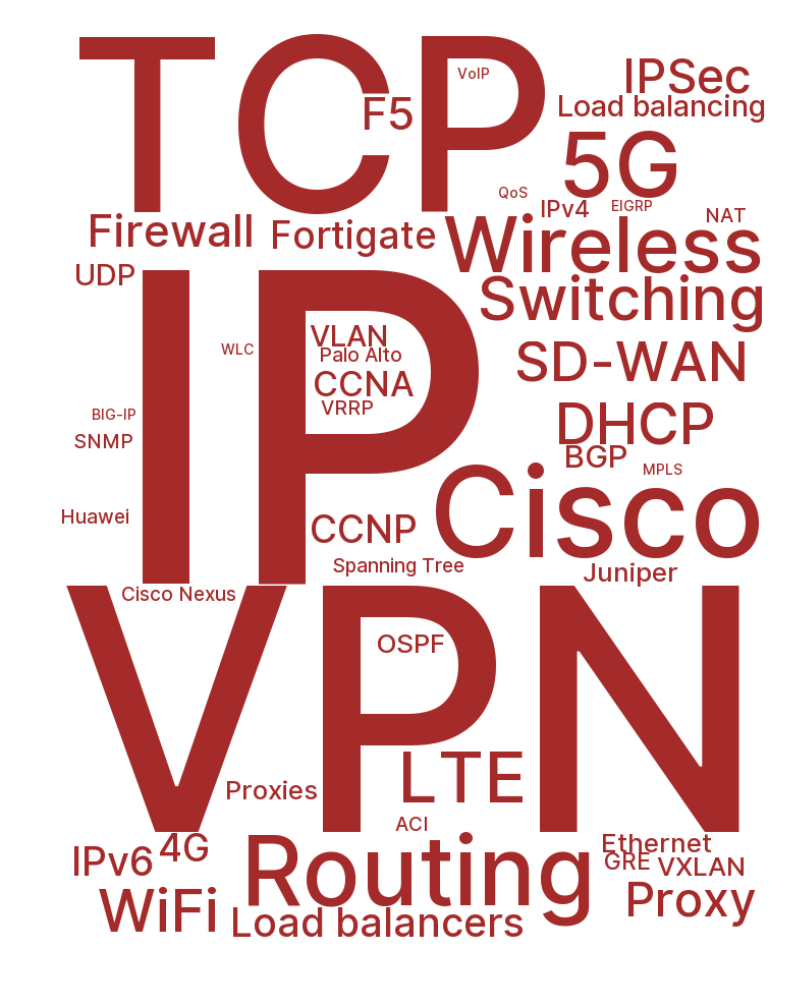 TCP
VoIP
F5
IPSec
Load balancing
5G
QoS
IPv4
EIGRP
NAT
Firewall
Fortigate
Wireless
UDP
IP
Switching
WLC
VLAN
Palo Alto
CCNA
VRRP
SD-WAN
BIG-IP
SNMP
DHCP
BGP
MPLS
Huawei
CCNP
Cisco
Spanning Tree
Juniper
Cisco Nexus
VPN
OSPF
LTE
Proxies
ACI
IPv6
4G
Routing
Ethernet
GRE
VXLAN
WiFi
Load balancers
Proxy